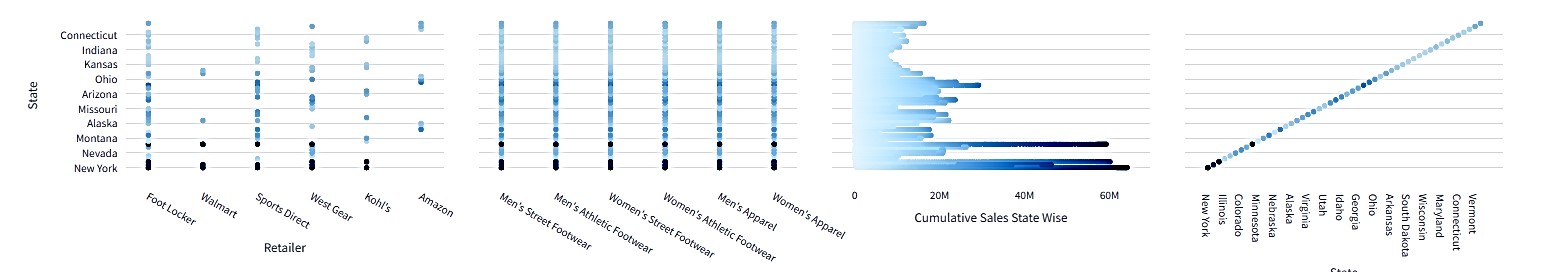 State
Connecticut
Indiana
Kansas
Ohio
Arizona
Missouri
Alaska
Montana
Nevada
New York
Foot Locker
Walmart
Sports Direct
West Gear
Kohl's
Amazon
Retailer
Men's Street Footwear
Men's Athletic Footwear
Women's Street Footwear
Women's Athletic Footwear
Men's Apparel
Women's Apparel
0 20M 40M 60M
Cumulative Sales State Wise
New York
Illinois
Colorado
Minnesota
Nebraska
Alaska
Virginia
Utah
Idaho
Georgia
Ohio
Arkansas
South Dakota
Wisconsin
Maryland
Connecticut
Vermont
State